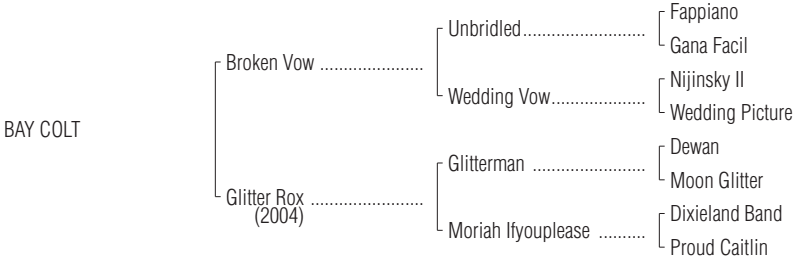 Fappiano
Unbridled..........................
Gana Facil
Broken Vow ......................
Nijinsky II
Wedding Vow....................
Wedding Picture
BAY COLT
Dewan
Glitterman ........................
Moon Glitter
Glitter Rox ........................
(2004)
Dixieland Band
Moriah Ifyouplease ..........
Proud Caitlin